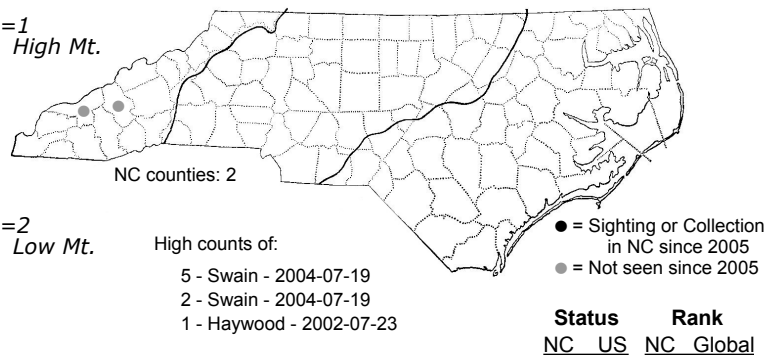 =1
High Mt.
NC counties: 2
=2
Low Mt.
High counts of:
5 - Swain - 2004-07-19
2 - Swain - 2004-07-19
1 - Haywood - 2002-07-23
● = Sighting or Collection
in NC since 2005
● = Not seen since 2005
Status Rank
NC US NC Global